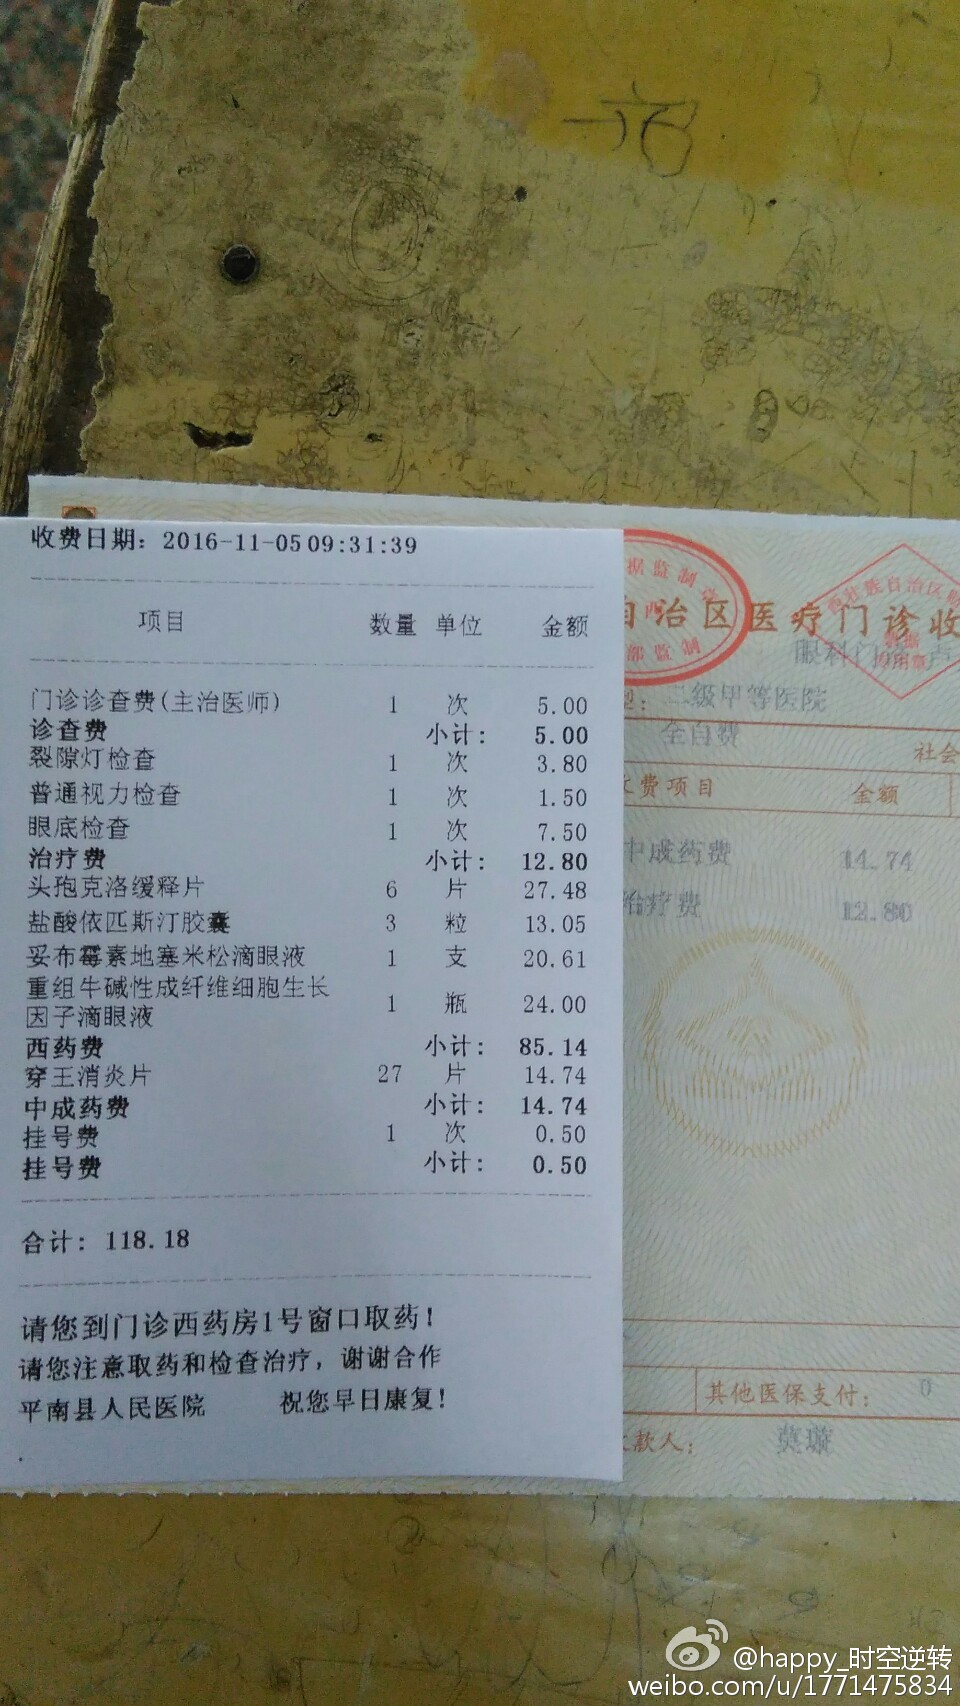 收费日期：2016-11-05 09:31:39
项目 数量 单位 金额
门诊诊查费(主治医师) 1 次 5.00
诊查费 小计： 5.00
裂隙灯检查 1 次 3.80
普通视力检查 1 次 1.50
眼底检查 1 次 7.50
治疗费 小计： 12.80
头孢克洛缓释片 6 片 27.48
盐酸依匹斯汀胶囊 3 粒 13.05
妥布霉素地塞米松滴眼液 1 支 20.61
重组牛碱性成纤维细胞生长
因子滴眼液 1 瓶 24.00
西药费 小计： 85.14
穿王消炎片 27 片 14.74
中成药费 小计： 14.74
挂号费 1 次 0.50
挂号费 小计： 0.50
合计: 118.18
请您到门诊西药房1号窗口取药！
请您注意取药和检查治疗，谢谢合作
平南县人民医院 祝您早日康复！
自治区医疗门诊收
眼科门诊
型： 二级甲等医院
全自费
社会
费项目 金额
中成药费 14.74
治疗费 12.80
其他医保支付： 0
款人：
@happy_时空逆转
weibo.com/u/1771475834